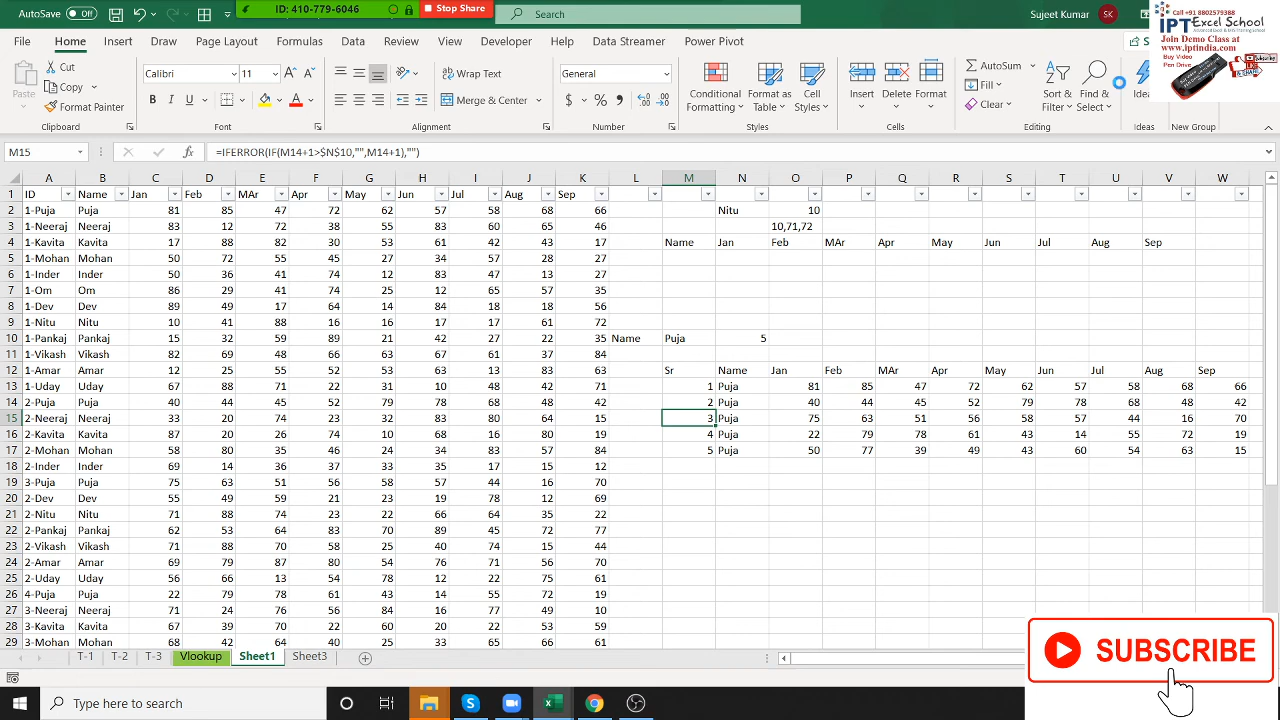 AutoSave Off ID: 410-779-6046 Stop Share Search Sujeet Kumar SK
Call +91 8802579388
IPT Excel School
Advanced Excel & MIS Training School
Join Demo Class at
www.iptindia.com
Buy Video
Pen Drive
File Home Insert Draw Page Layout Formulas Data Review View Developer Help Data Streamer Power Pivot
Paste Cut Copy Format Painter Calibri 11 Wrap Text Merge & Center General Conditional Formatting Format as Table Cell Styles Insert Delete Format AutoSum Fill Clear Sort & Filter Find & Select Ideas
Clipboard Font Alignment Number Styles Cells Editing Ideas New Group
M15 =IFERROR(IF(M14+1>$N$10,"",M14+1),"")
A B C D E F G H I J K L M N O P Q R S T U V W
1 ID Name Jan Feb MAr Apr May Jun Jul Aug Sep
2 1-Puja Puja 81 85 47 72 62 57 58 68 66 Nitu 10
3 1-Neeraj Neeraj 83 12 72 38 55 83 60 65 46 10,71,72
4 1-Kavita Kavita 17 88 82 30 53 61 42 43 17 Name Jan Feb MAr Apr May Jun Jul Aug Sep
5 1-Mohan Mohan 50 72 55 45 27 34 57 28 27
6 1-Inder Inder 50 36 41 74 12 83 47 13 27
7 1-Om Om 86 29 41 74 25 12 65 57 35
8 1-Dev Dev 89 49 17 64 14 84 18 18 56
9 1-Nitu Nitu 10 41 88 16 16 17 17 61 72
10 1-Pankaj Pankaj 15 32 59 89 21 42 27 22 35 Name Puja 5
11 1-Vikash Vikash 82 69 48 66 63 67 61 37 84
12 1-Amar Amar 12 25 55 52 53 63 13 83 63 Sr Name Jan Feb MAr Apr May Jun Jul Aug Sep
13 1-Uday Uday 67 88 71 22 31 10 48 42 71 1 Puja 81 85 47 72 62 57 58 68 66
14 2-Puja Puja 40 44 45 52 79 78 68 48 42 2 Puja 40 44 45 52 79 78 68 48 42
15 2-Neeraj Neeraj 33 20 74 23 32 83 80 64 15 3 Puja 75 63 51 56 58 57 44 16 70
16 2-Kavita Kavita 87 20 26 74 10 68 16 80 19 4 Puja 22 79 78 61 43 14 55 72 19
17 2-Mohan Mohan 58 80 35 46 24 34 83 57 84 5 Puja 50 77 39 49 43 60 54 63 15
18 2-Inder Inder 69 14 36 37 33 35 17 15 12
19 3-Puja Puja 75 63 51 56 58 57 44 16 70
20 2-Dev Dev 55 49 59 21 23 19 78 12 69
21 2-Nitu Nitu 71 88 74 23 22 66 64 35 22
22 2-Pankaj Pankaj 62 53 64 83 70 89 45 72 77
23 2-Vikash Vikash 71 88 70 58 25 40 74 15 44
24 2-Amar Amar 69 79 87 80 54 76 71 56 34
25 2-Uday Uday 56 66 13 54 78 12 22 75 61
26 4-Puja Puja 22 79 78 61 43 14 55 72 19
27 3-Neeraj Neeraj 71 24 76 56 84 16 77 49 10
28 3-Kavita Kavita 67 39 70 22 60 20 22 53 59
29 3-Mohan Mohan 68 42 64 40 25 33 65 66 61
SUBSCRIBE
T-1 T-2 T-3 Vlookup Sheet1 Sheet3
Type here to search